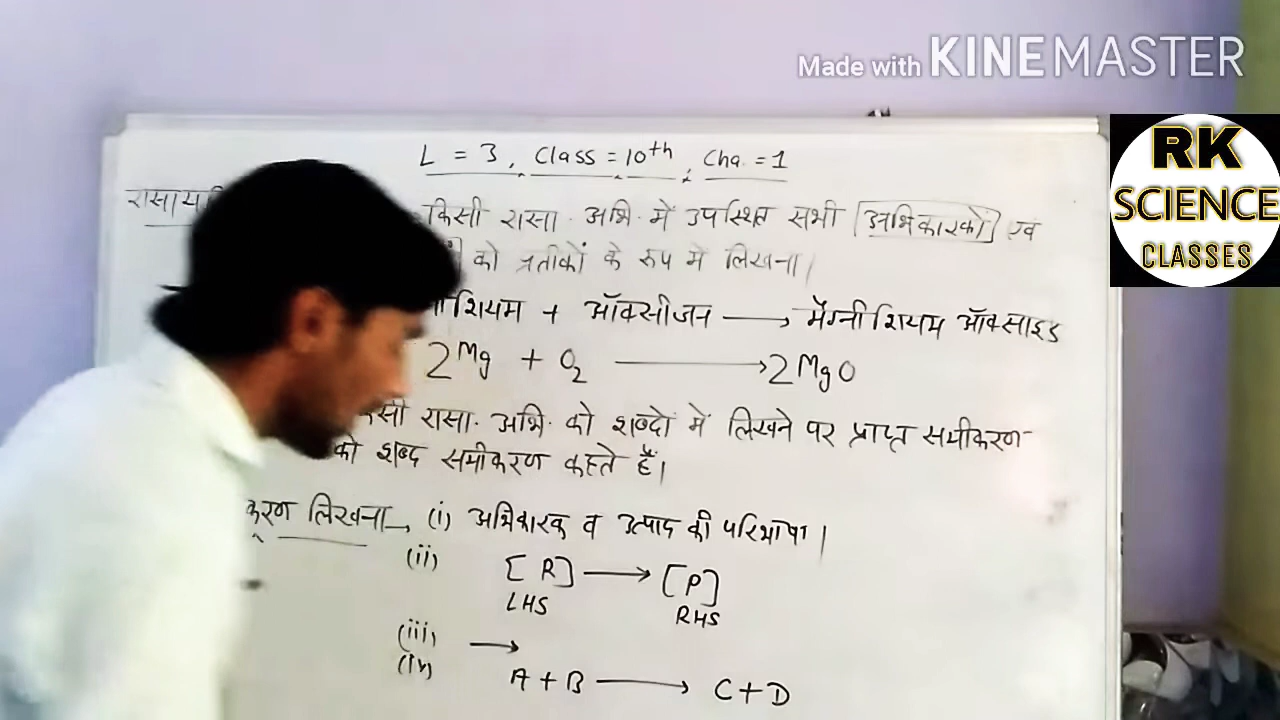 Made with KINEMASTER
RK
SCIENCE
CLASSES
L = 3, Class = 10th, Cha. = 1
किसी रासा. अभि. में उपस्थित सभी [अभिकारकों] एवं
को प्रतीकों के रूप में लिखना।
शियम + ऑक्सीजन ⟶ मैग्नीशियम ऑक्साइड
2Mg + O₂ ⟶ 2MgO
रासा. अभि. को शब्दों में लिखने पर प्राप्त समीकरण
को शब्द समीकरण कहते हैं।
करण लिखना → (i) अभिकारक व उत्पाद की परिभाषा।
(ii) [R] ⟶ [P]
LHS RHS
(iii) ⟶
(iv) A + B ⟶ C + D